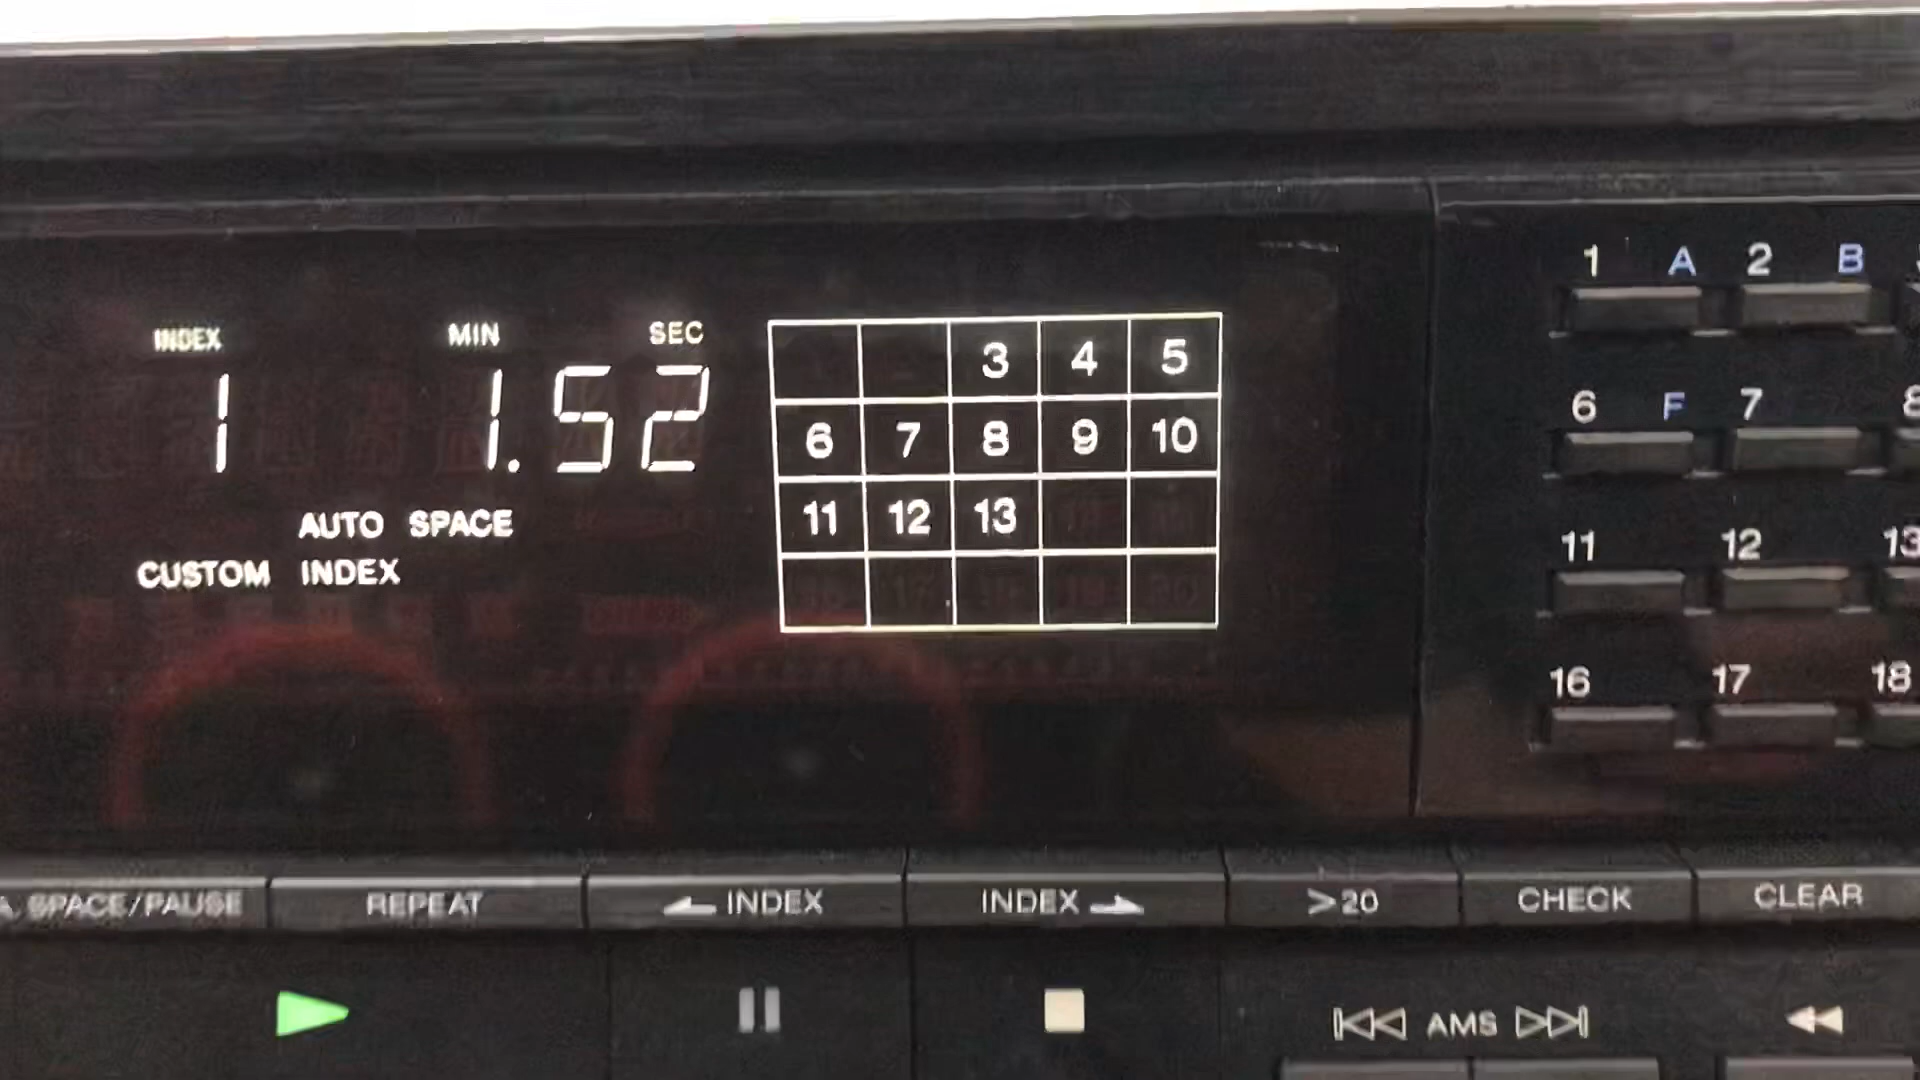 INDEX MIN SEC
1 1.52
AUTO SPACE
CUSTOM INDEX
3 4 5
6 7 8 9 10
11 12 13
1 A 2 B
6 F 7 8
11 12 13
16 17 18
SPACE/PAUSE REPEAT INDEX INDEX >20 CHECK CLEAR
AMS